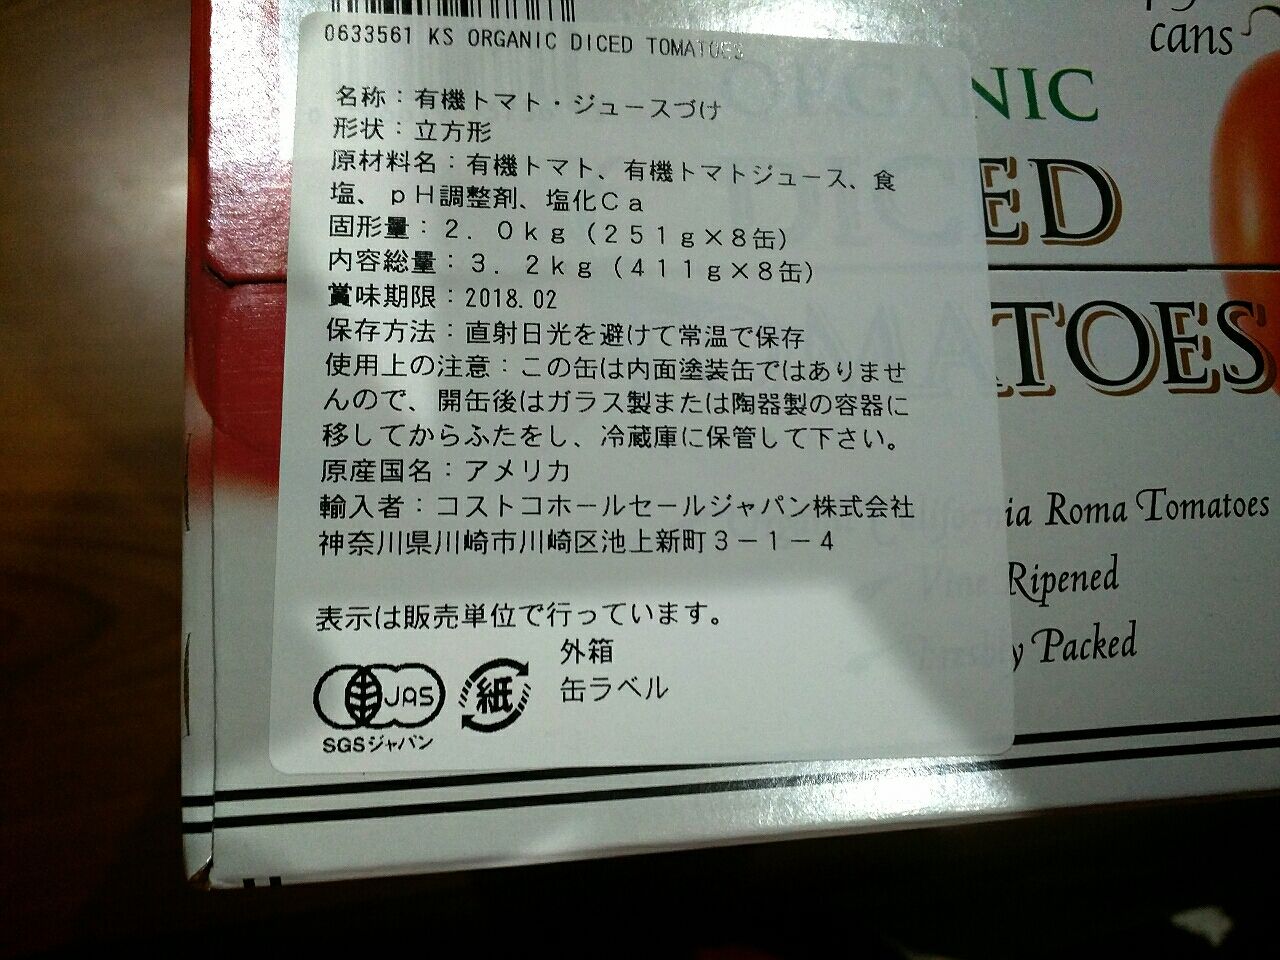 0633561 KS ORGANIC DICED TOMATOES
名称：有機トマト・ジュースづけ
形状：立方形
原材料名：有機トマト、有機トマトジュース、食
塩、ｐH調整剤、塩化Ｃａ
固形量：２．０ｋｇ（２５１ｇ×８缶）
内容総量：３．２ｋｇ（４１１ｇ×８缶）
賞味期限：2018.02
保存方法：直射日光を避けて常温で保存
使用上の注意：この缶は内面塗装缶ではありませ
んので、開缶後はガラス製または陶器製の容器に
移してからふたをし、冷蔵庫に保管して下さい。
原産国名：アメリカ
輸入者：コストコホールセールジャパン株式会社
神奈川県川崎市川崎区池上新町３－１－４
表示は販売単位で行っています。
外箱
缶ラベル
JAS
紙
SGSジャパン
cans
NIC
ED
ATOES
ia Roma Tomatoes
Vine Ripened
y Packed